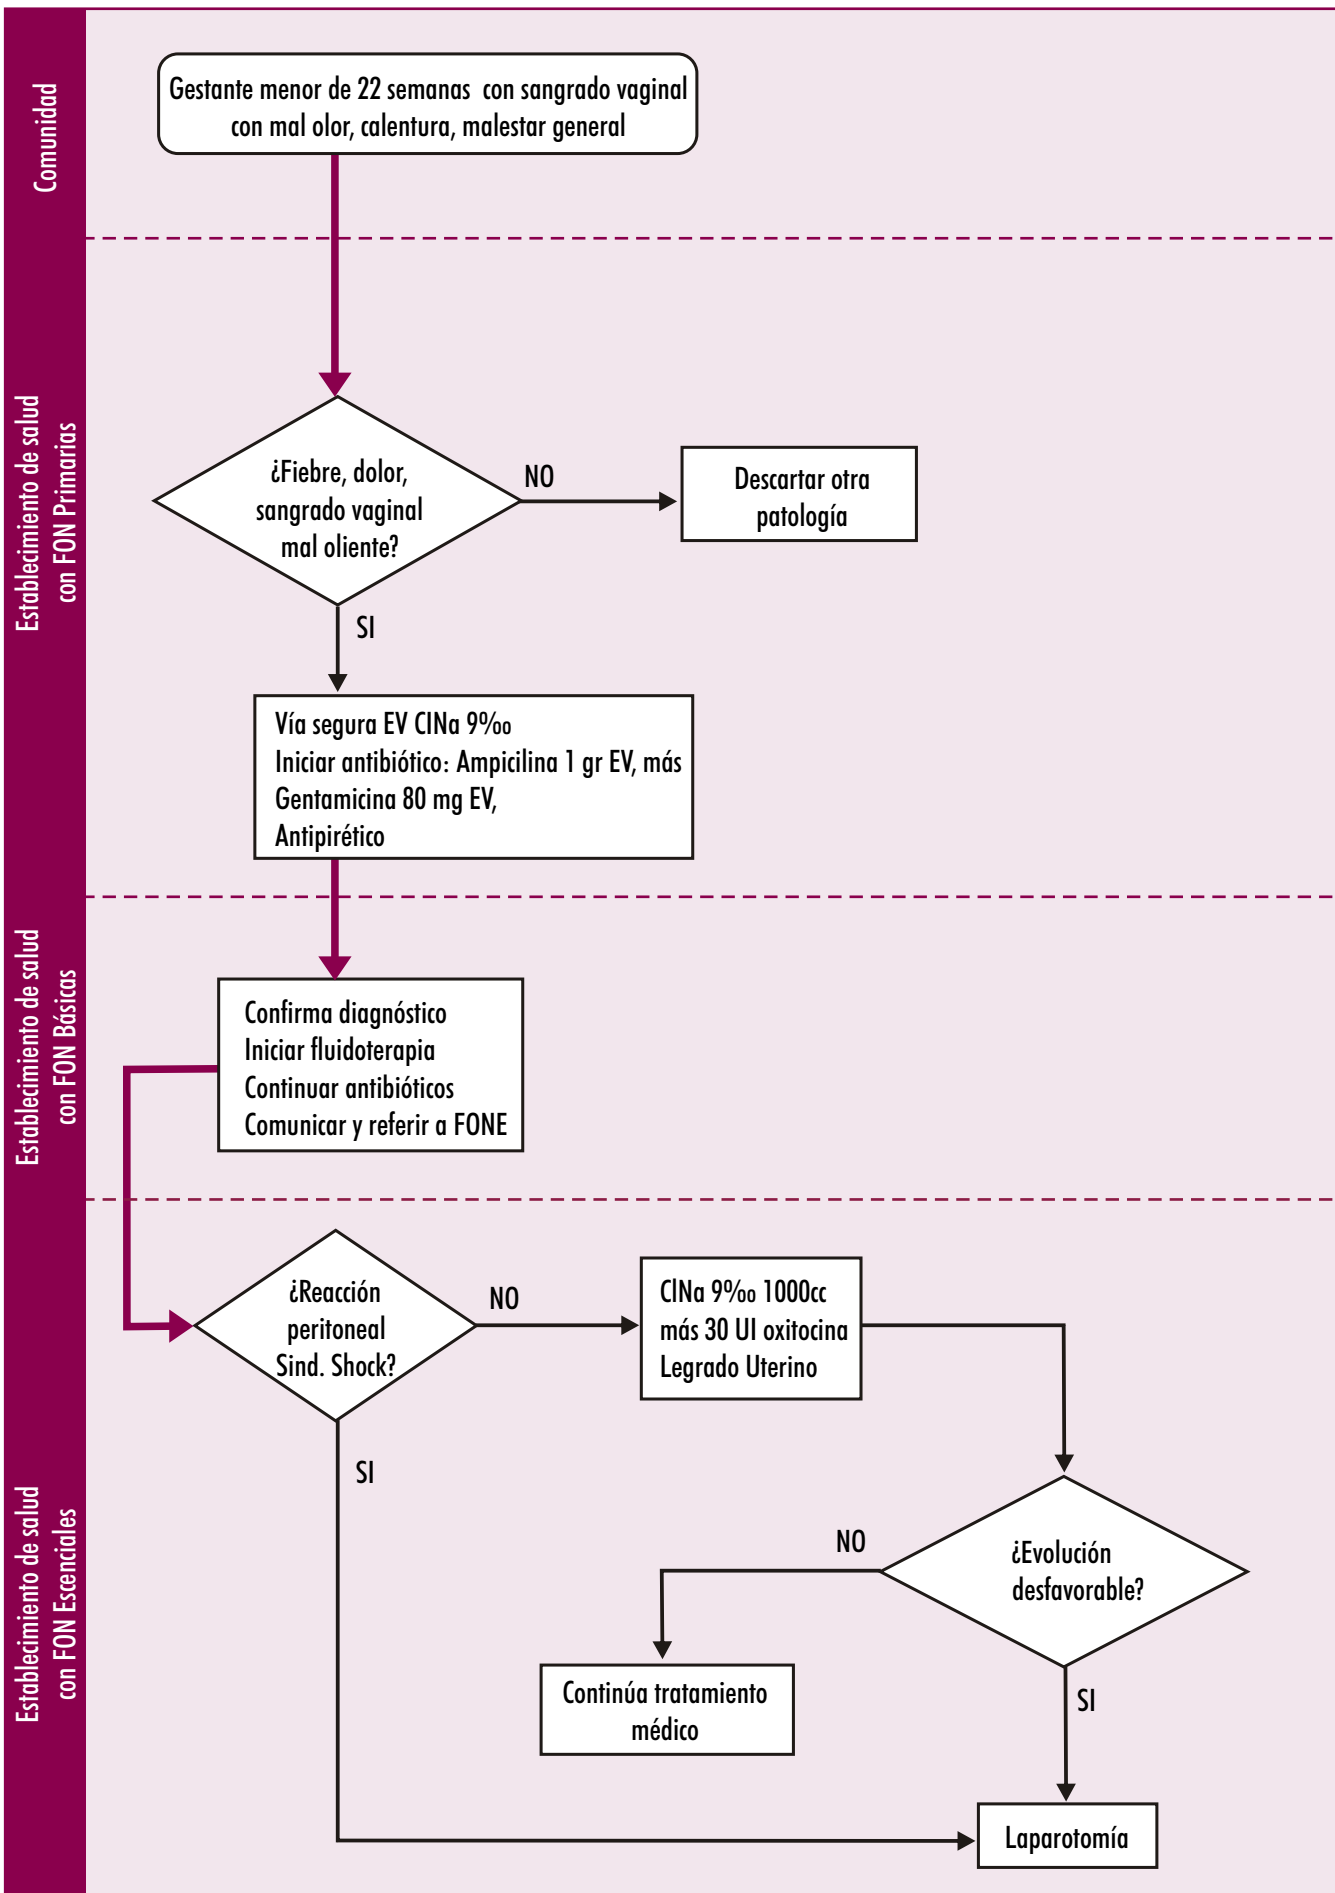 Comunidad
Gestante menor de 22 semanas con sangrado vaginal
con mal olor, calentura, malestar general
Establecimiento de salud
con FON Primarias
¿Fiebre, dolor,
sangrado vaginal
mal oliente?
NO
Descartar otra
patología
SI
Vía segura EV ClNa 9‰
Iniciar antibiótico: Ampicilina 1 gr EV, más
Gentamicina 80 mg EV,
Antipirético
Establecimiento de salud
con FON Básicas
Confirma diagnóstico
Iniciar fluidoterapia
Continuar antibióticos
Comunicar y referir a FONE
Establecimiento de salud
con FON Escenciales
¿Reacción
peritoneal
Sind. Shock?
NO
ClNa 9‰ 1000cc
más 30 UI oxitocina
Legrado Uterino
SI
¿Evolución
desfavorable?
NO
Continúa tratamiento
médico
SI
Laparotomía